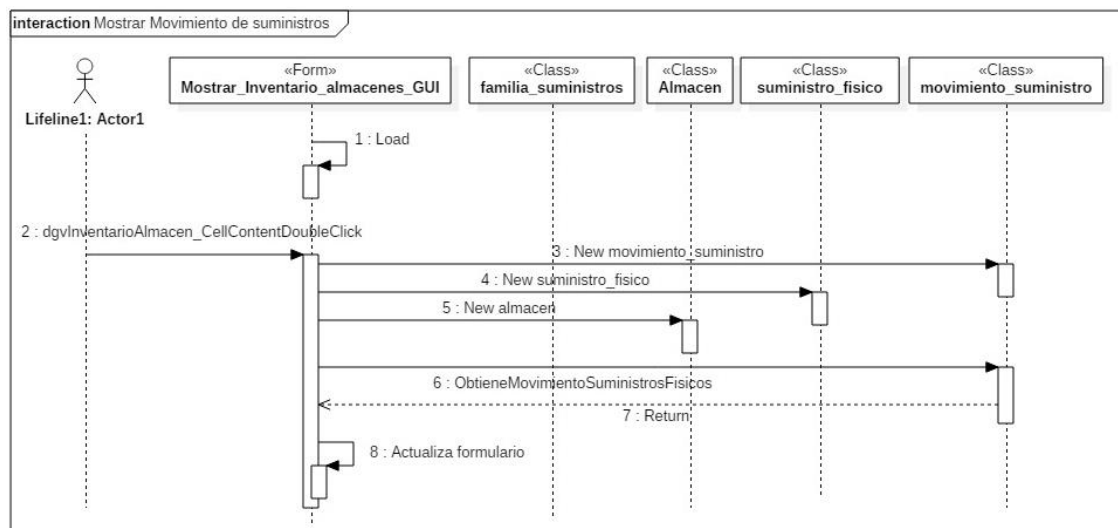 interaction Mostrar Movimiento de suministros
«Form»
Mostrar_Inventario_almacenes_GUI
«Class»
familia_suministros
«Class»
Almacen
«Class»
suministro_fisico
«Class»
movimiento_suministro
Lifeline1: Actor1
1 : Load
2 : dgvInventarioAlmacen_CellContentDoubleClick
3 : New movimiento_suministro
4 : New suministro_fisico
5 : New almacen
6 : ObtieneMovimientoSuministrosFisicos
7 : Return
8 : Actualiza formulario